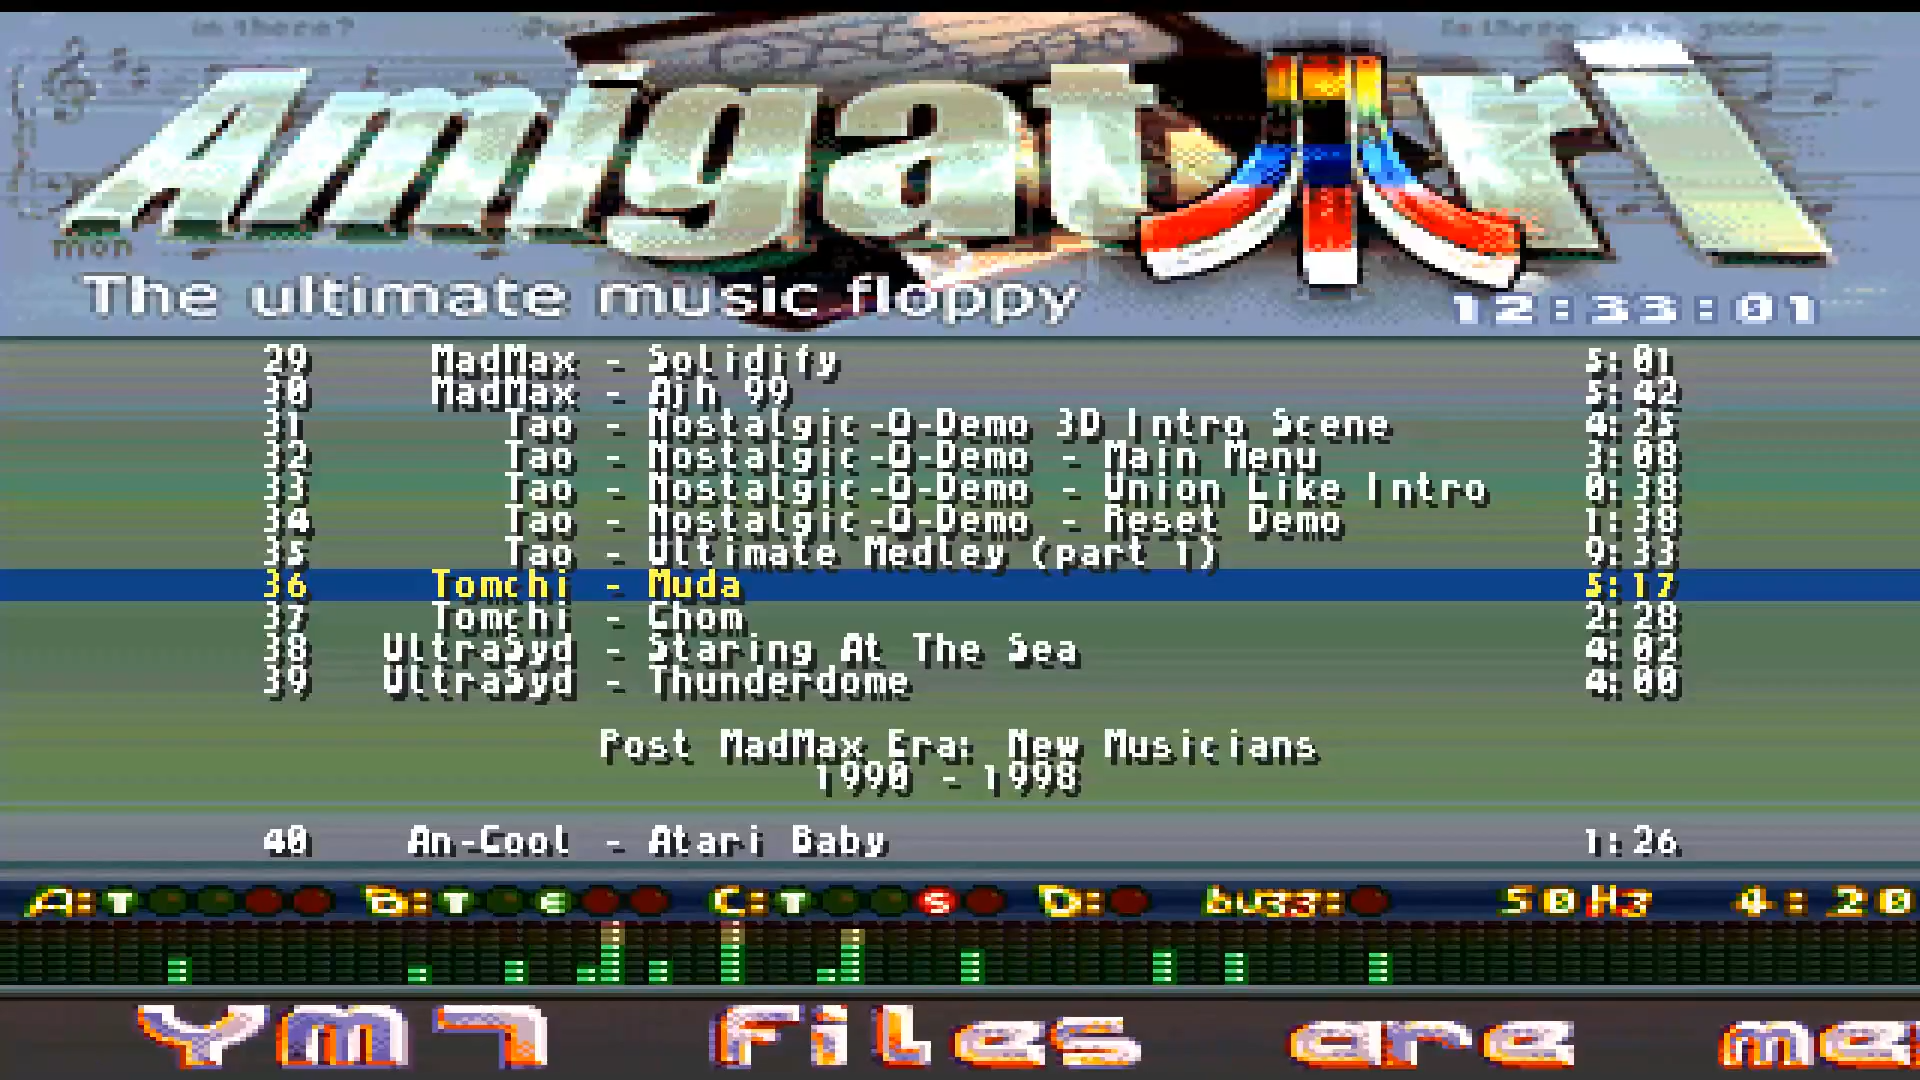 in there?
Amigatari
mon
The ultimate music floppy
12:33:01
29 MadMax - Solidify 5:01
30 MadMax - Ajh 99 5:42
31 Tao - Nostalgic-O-Demo 3D Intro Scene 4:25
32 Tao - Nostalgic-O-Demo - Main Menu 3:08
33 Tao - Nostalgic-O-Demo - Union Like Intro 0:38
34 Tao - Nostalgic-O-Demo - Reset Demo 1:38
35 Tao - Ultimate Medley (part 1) 9:33
36 Tomchi - Muda 5:17
37 Tomchi - Chom 2:28
38 UltraSyd - Staring At The Sea 4:02
39 UltraSyd - Thunderdome 4:00
Post MadMax Era: New Musicians
1990 - 1998
40 An-Cool - Atari Baby 1:26
A:T B:T E C:T S D: buzz: 50Hz 4:20
YM7 Files are me